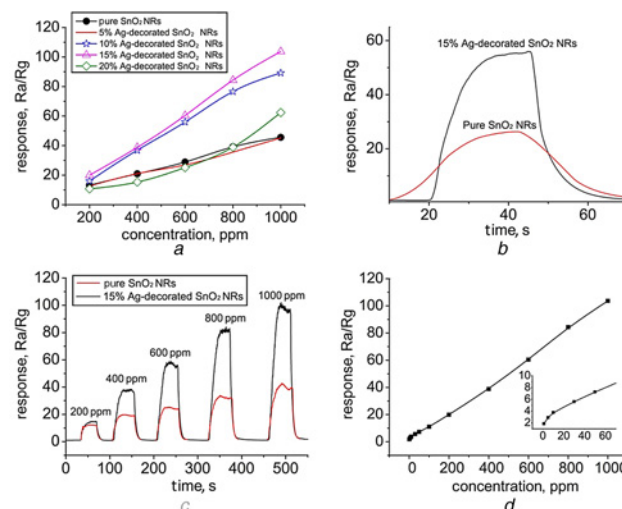 pure SnO₂ NRs
5% Ag-decorated SnO₂ NRs
10% Ag-decorated SnO₂ NRs
15% Ag-decorated SnO₂ NRs
20% Ag-decorated SnO₂ NRs
response, Ra/Rg
120
100
80
60
40
20
0
200 400 600 800 1000
concentration, ppm
a
15% Ag-decorated SnO₂ NRs
Pure SnO₂ NRs
response, Ra/Rg
60
40
20
20 40 60
time, s
b
pure SnO₂ NRs
15% Ag-decorated SnO₂ NRs
200 ppm
400 ppm
600 ppm
800 ppm
1000 ppm
response, Ra/Rg
120
100
80
60
40
20
0
0 100 200 300 400 500
time, s
c
response, Ra/Rg
120
100
80
60
40
20
0
0 200 400 600 800 1000
10
8
6
4
2
0 20 40 60
concentration, ppm
d